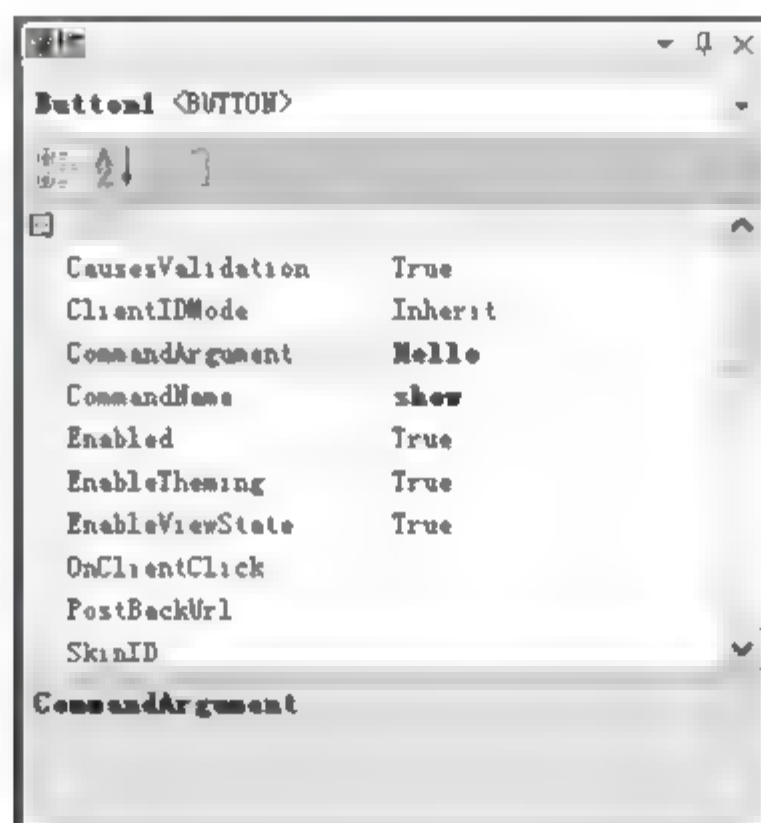 Button1 <BUTTON>
CausesValidation True
ClientIDMode Inherit
CommandArgument Hello
CommandName show
Enabled True
EnableTheming True
EnableViewState True
OnClientClick
PostBackUrl
SkinID
CommandArgument